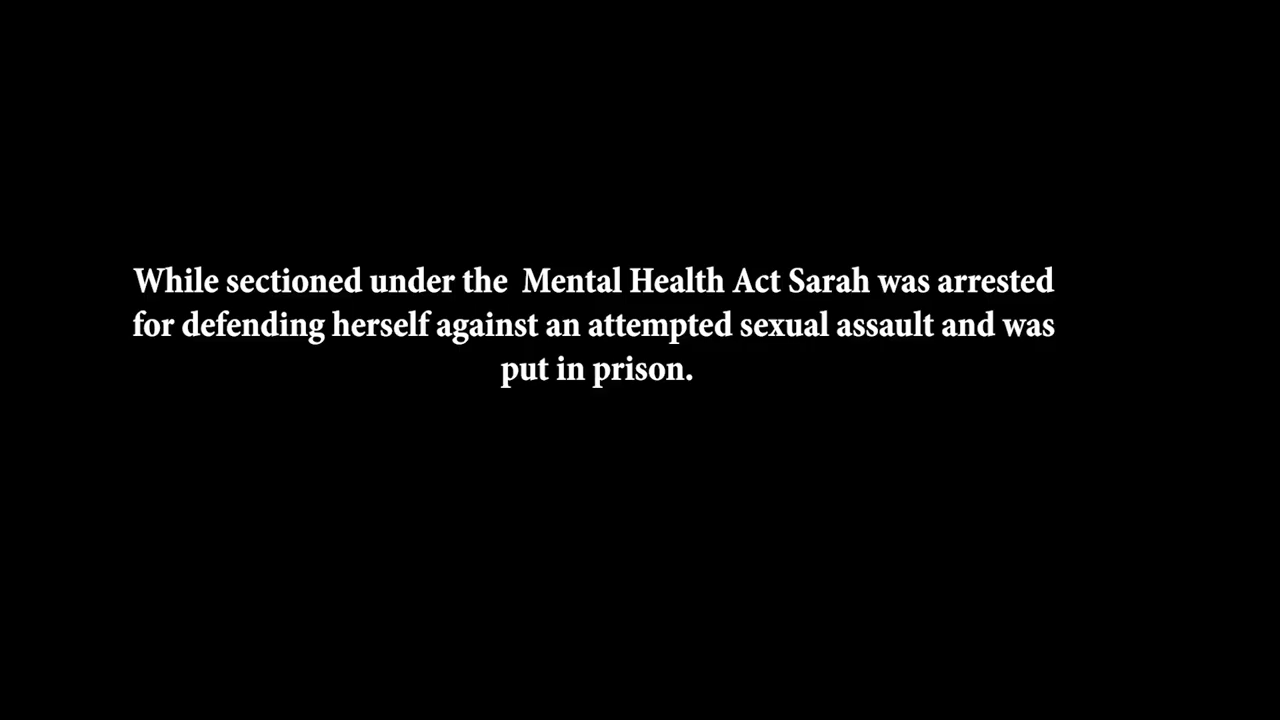 While sectioned under the  Mental Health Act Sarah was arrested
for defending herself against an attempted sexual assault and was
put in prison.